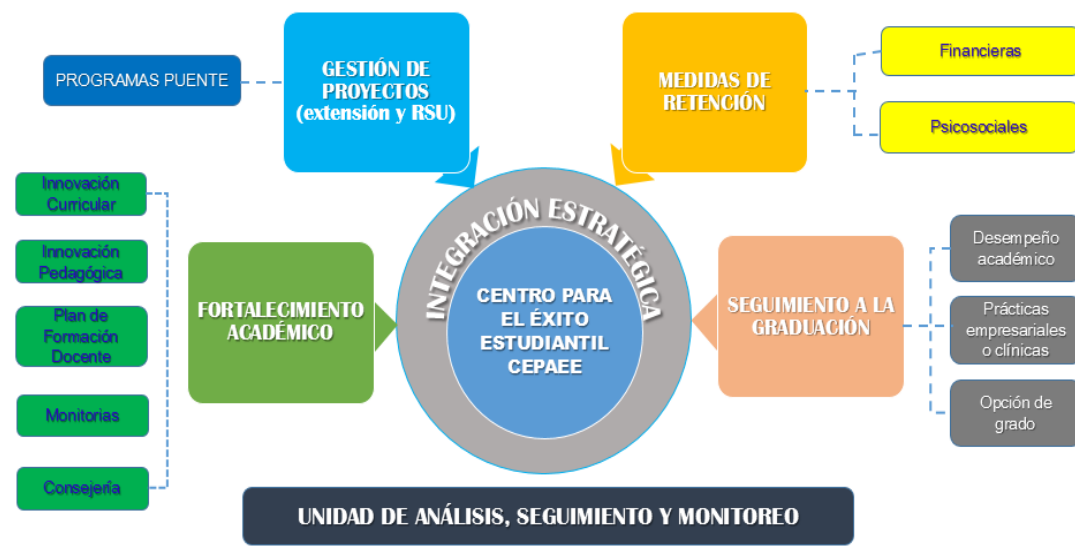 PROGRAMAS PUENTE
GESTIÓN DE
PROYECTOS
(extensión y RSU)
MEDIDAS DE
RETENCIÓN
Financieras
Psicosociales
Innovación
Curricular
Innovación
Pedagógica
Plan de
Formación
Docente
Monitorias
Consejería
FORTALECIMIENTO
ACADÉMICO
INTEGRACIÓN ESTRATÉGICA
CENTRO PARA
EL ÉXITO
ESTUDIANTIL
CEPAEE
SEGUIMIENTO A LA
GRADUACIÓN
Desempeño
académico
Prácticas
empresariales
o clínicas
Opción de
grado
UNIDAD DE ANÁLISIS, SEGUIMIENTO Y MONITOREO